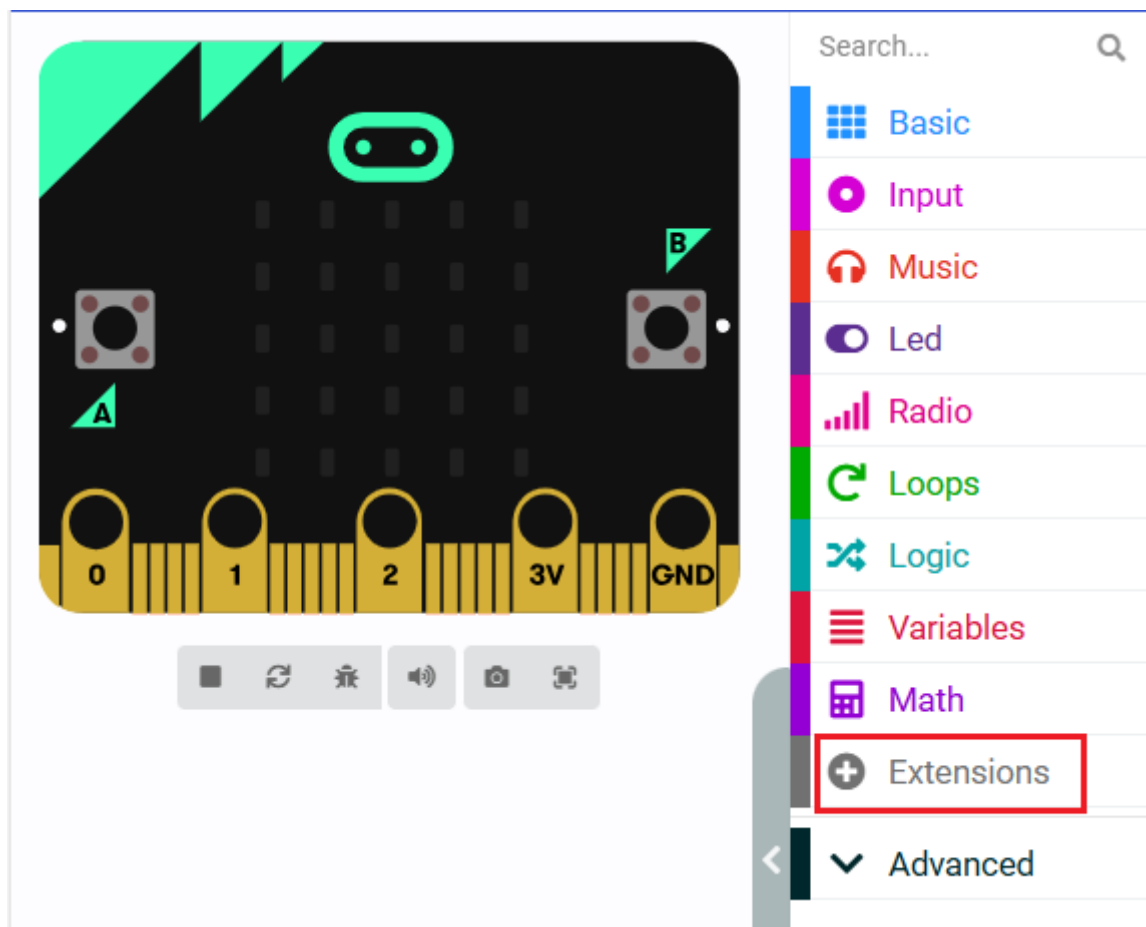 Search...
Basic
Input
Music
Led
Radio
Loops
Logic
Variables
Math
Extensions
Advanced
B
A
0 1 2 3V GND